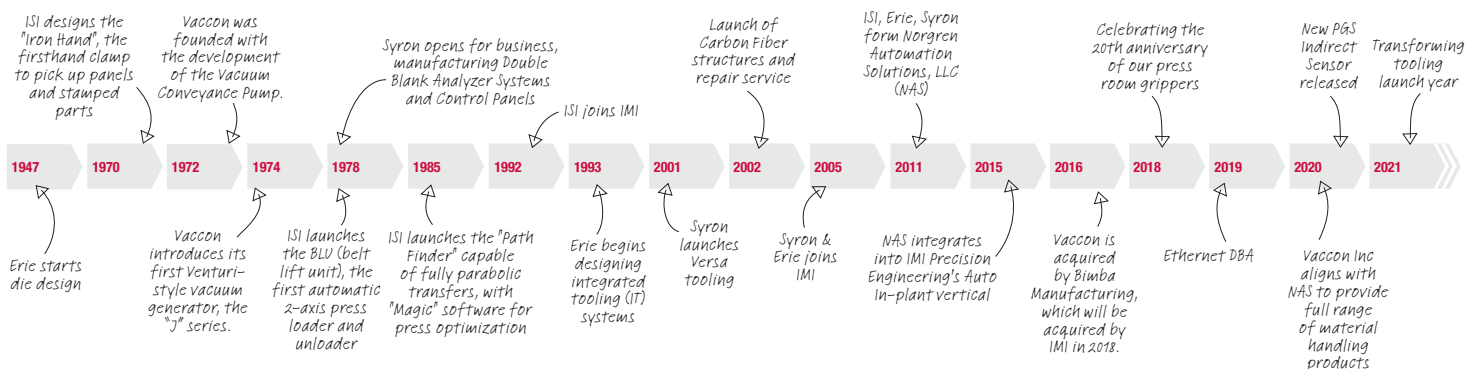 ISI designs the
"Iron Hand", the
firsthand clamp
to pick up panels
and stamped
parts
Vaccon was
founded with
the development
of the Vacuum
Conveyance Pump.
Syron opens for business,
manufacturing Double
Blank Analyzer Systems
and Control Panels
ISI joins IMI
Launch of
Carbon Fiber
structures and
repair service
ISI, Erie, Syron
form Norgren
Automation
Solutions, LLC
(NAS)
Celebrating the
20th anniversary
of our press
room grippers
New PGS
Indirect
Sensor
released
Transforming
tooling
launch year
1947
1970
1972
1974
1978
1985
1992
1993
2001
2002
2005
2011
2015
2016
2018
2019
2020
2021
Erie starts
die design
Vaccon
introduces its
first Venturi-
style vacuum
generator, the
"J" series.
ISI launches
the BLU (belt
lift unit), the
first automatic
2-axis press
loader and
unloader
ISI launches the "Path
Finder" capable
of fully parabolic
transfers, with
"Magic" software for
press optimization
Erie begins
designing
integrated
tooling (IT)
systems
Syron
launches
Versa
tooling
Syron &
Erie joins
IMI
NAS integrates
into IMI Precision
Engineering's Auto
In-plant vertical
Vaccon is
acquired
by Bimba
Manufacturing,
which will be
acquired by
IMI in 2018.
Ethernet DBA
Vaccon Inc
aligns with
NAS to provide
full range
of material
handling
products